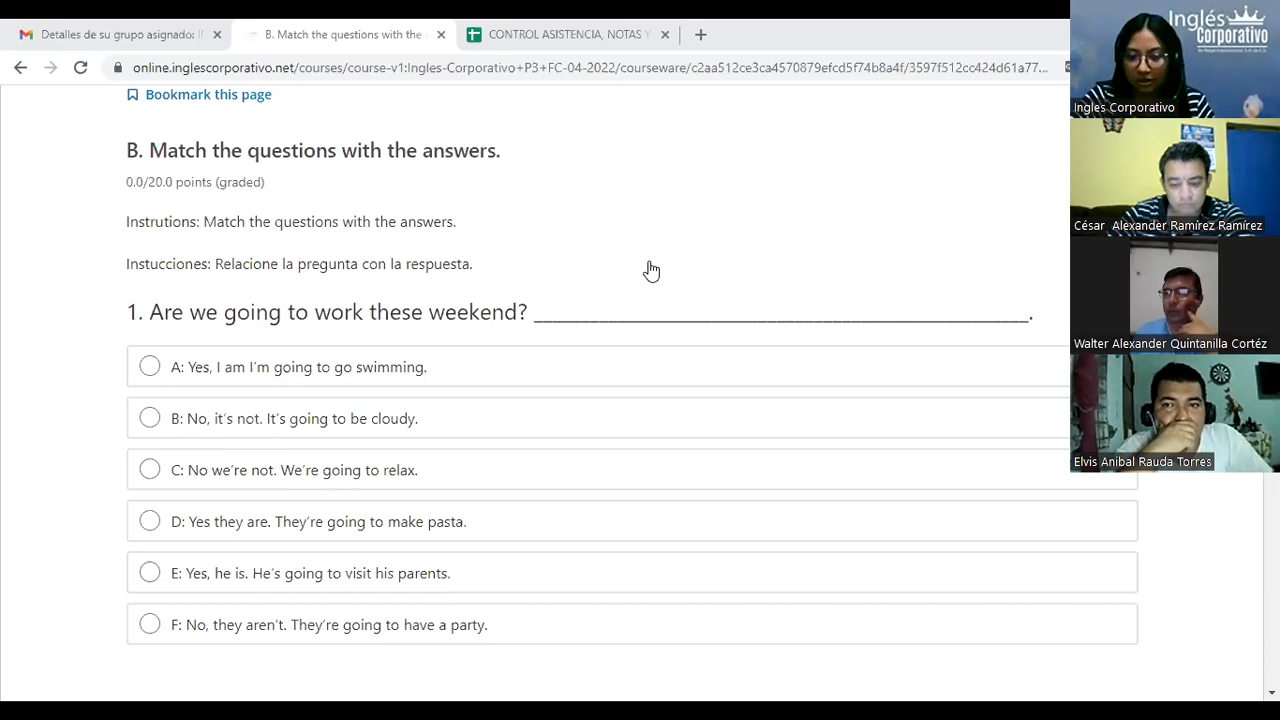 Detalles de su grupo asignado: I
B. Match the questions with the
CONTROL ASISTENCIA, NOTAS Y
online.inglescorporativo.net/courses/course-v1:Ingles-Corporativo+P3+PC-04-2022/courseware/c2aa512ce3ca4570879efcd5f74b8a4f/3597f512cc424d61a77...
Bookmark this page
B. Match the questions with the answers.
0.0/20.0 points (graded)
Instrutions: Match the questions with the answers.
Instucciones: Relacione la pregunta con la respuesta.
1. Are we going to work these weekend? ________________________________________.
A: Yes, I am I'm going to go swimming.
B: No, it's not. It's going to be cloudy.
C: No we're not. We're going to relax.
D: Yes they are. They're going to make pasta.
E: Yes, he is. He's going to visit his parents.
F: No, they aren't. They're going to have a party.
Inglés
Corporativo
Ingles Corporativo
César Alexander Ramírez Ramírez
Walter Alexander Quintanilla Cortéz
Elvis Anibal Rauda Torres